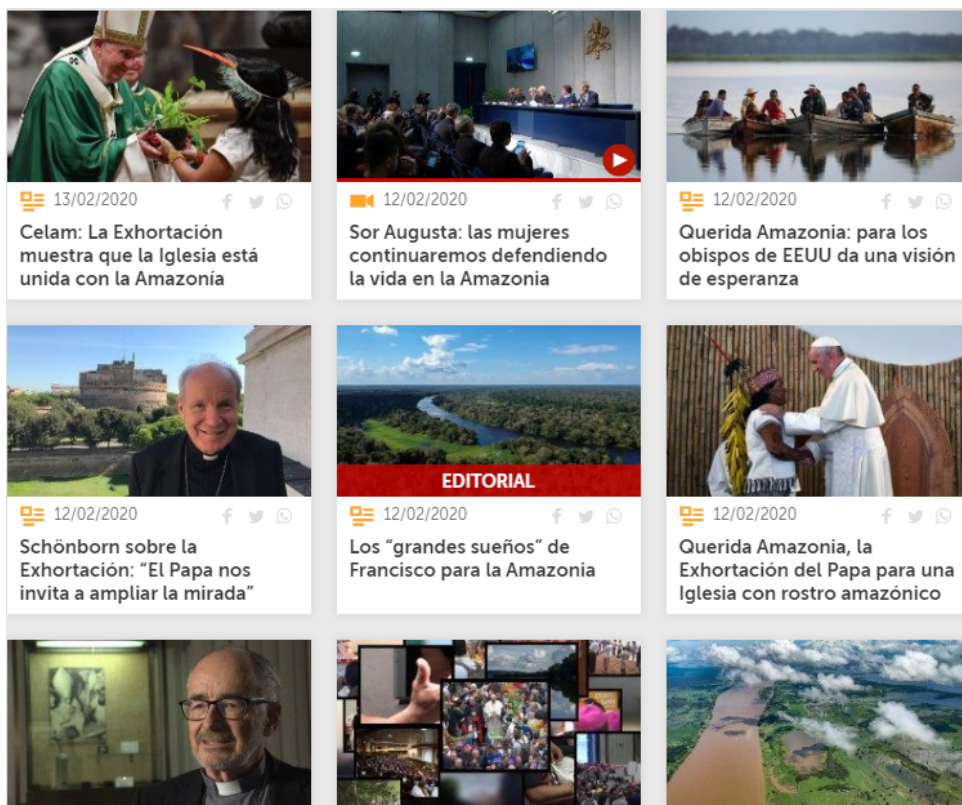 13/02/2020
Celam: La Exhortación
muestra que la Iglesia está
unida con la Amazonía
12/02/2020
Sor Augusta: las mujeres
continuaremos defendiendo
la vida en la Amazonia
12/02/2020
Querida Amazonia: para los
obispos de EEUU da una visión
de esperanza
12/02/2020
Schönborn sobre la
Exhortación: “El Papa nos
invita a ampliar la mirada”
EDITORIAL
12/02/2020
Los “grandes sueños” de
Francisco para la Amazonia
12/02/2020
Querida Amazonia, la
Exhortación del Papa para una
Iglesia con rostro amazónico